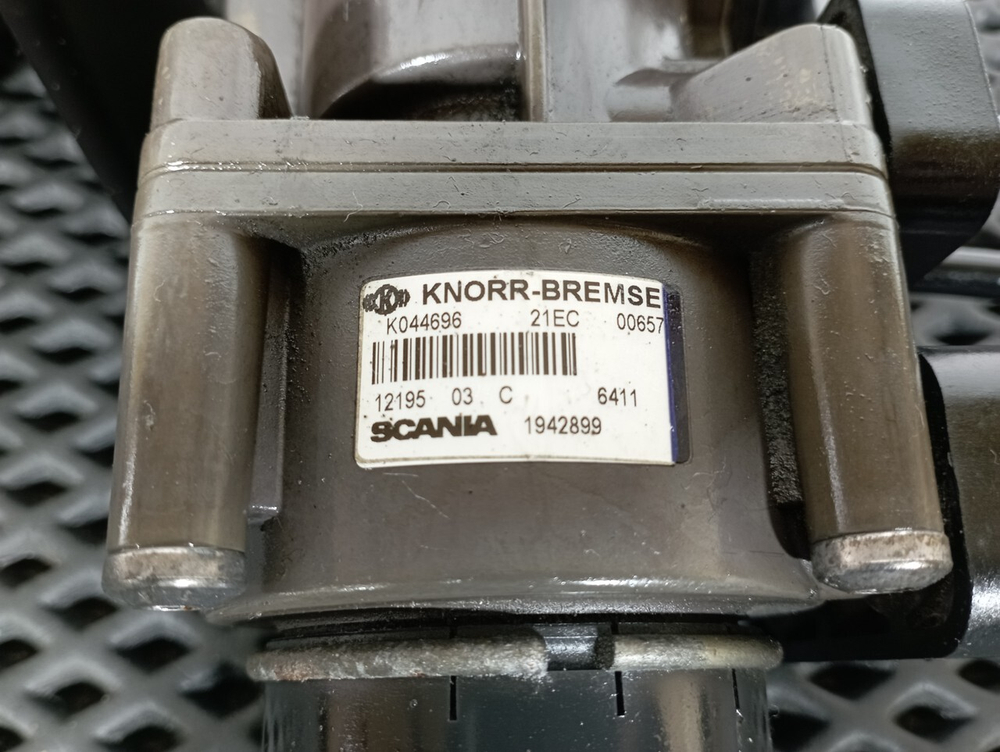 K KNORR-BREMSE
K044696 21EC 00657
12195 03 C 6411
SCANIA 1942899